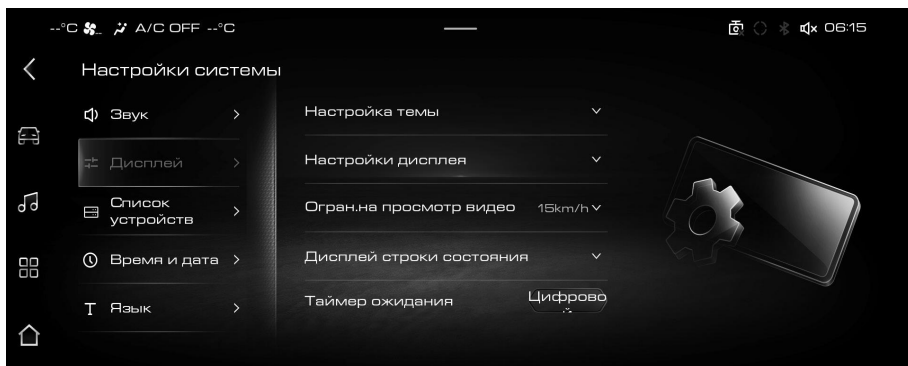 --°C A/C OFF --°C
06:15
Настройки системы
Звук
Дисплей
Список
устройств
Время и дата
Язык
Настройка темы
Настройки дисплея
Огран.на просмотр видео 15km/h
Дисплей строки состояния
Таймер ожидания Цифрово
й